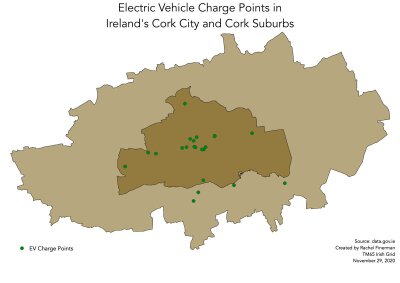 Electric Vehicle Charge Points in
Ireland's Cork City and Cork Suburbs
EV Charge Points
Source: data.gov.ie
Created by Rachel Finerman
TM65 Irish Grid
November 29, 2020